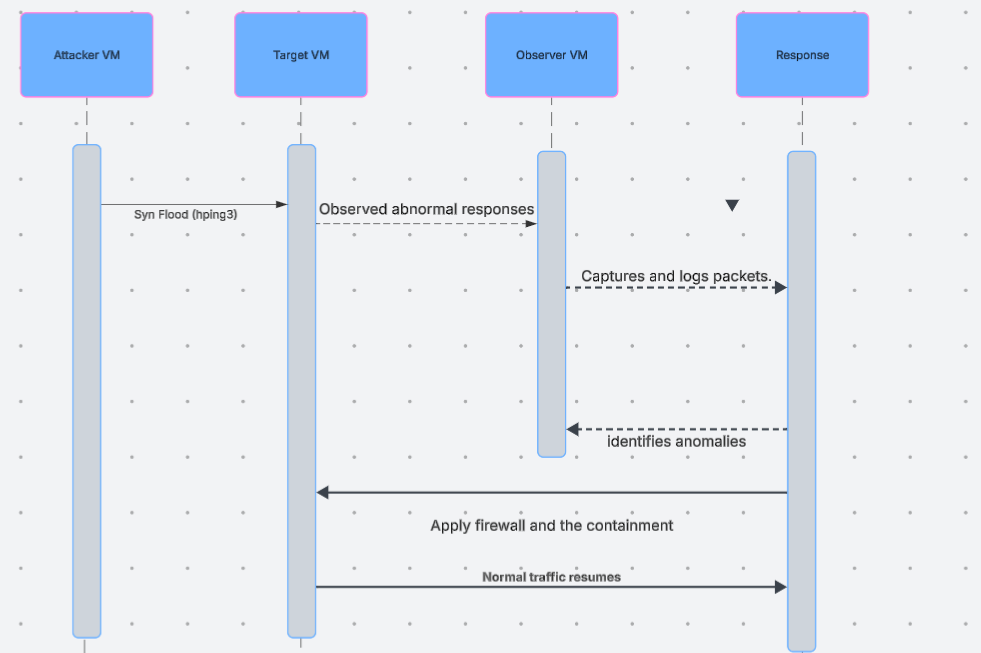 Attacker VM
Target VM
Observer VM
Response
Syn Flood (hping3)
Observed abnormal responses
Captures and logs packets.
identifies anomalies
Apply firewall and the containment
Normal traffic resumes